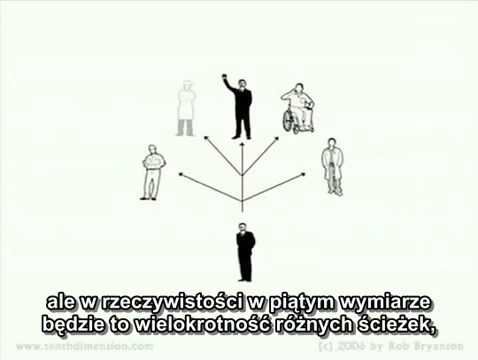 ale w rzeczywistości w piątym wymiarze
będzie to wielokrotność różnych ścieżek,
www.tenthdimension.com (c) 2006 by Rob Bryanton